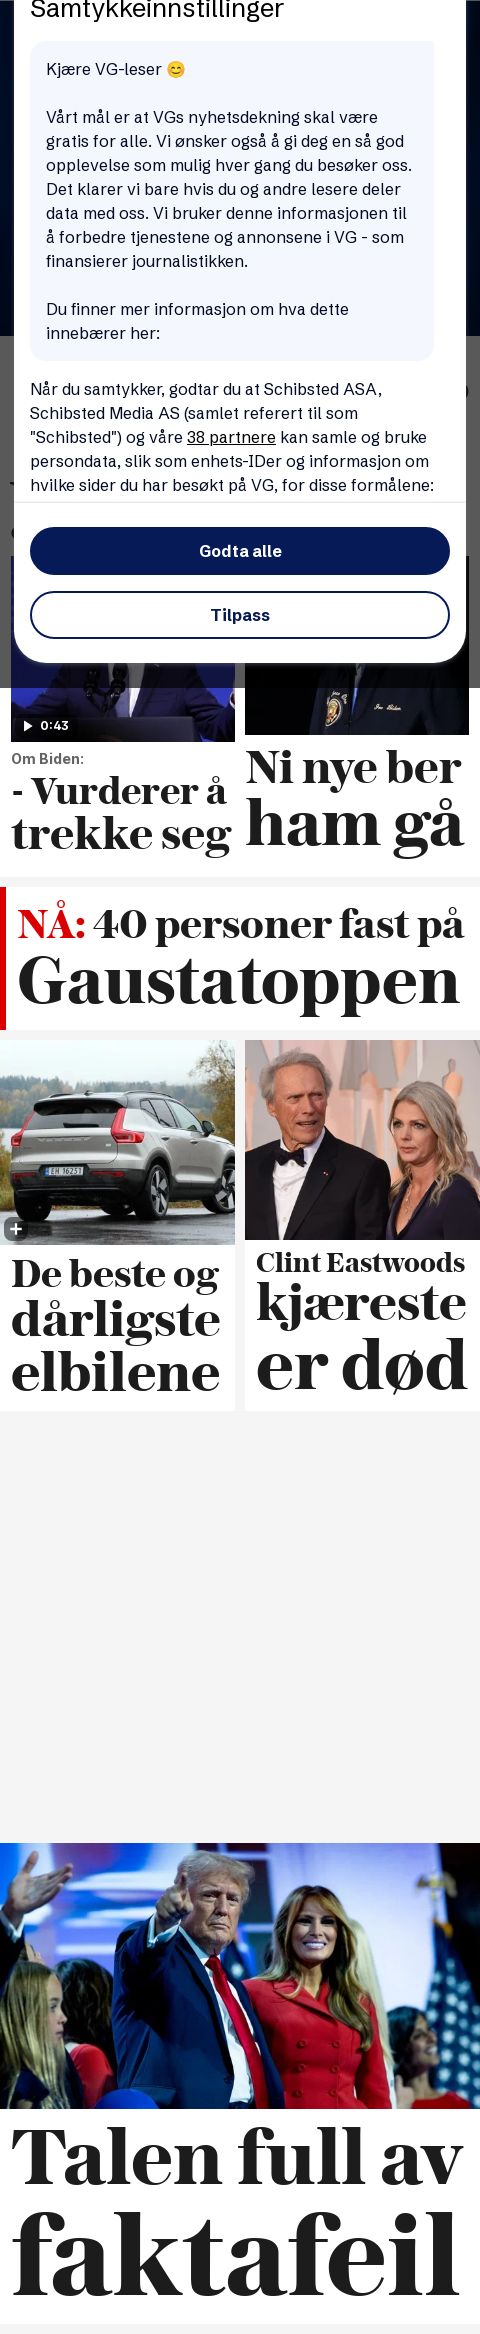 Samtykkeinnstillinger
Kjære VG-leser 😊
Vårt mål er at VGs nyhetsdekning skal være
gratis for alle. Vi ønsker også å gi deg en så god
opplevelse som mulig hver gang du besøker oss.
Det klarer vi bare hvis du og andre lesere deler
data med oss. Vi bruker denne informasjonen til
å forbedre tjenestene og annonsene i VG - som
finansierer journalistikken.
Du finner mer informasjon om hva dette
innebærer her:
Når du samtykker, godtar du at Schibsted ASA,
Schibsted Media AS (samlet referert til som
"Schibsted") og våre 38 partnere kan samle og bruke
persondata, slik som enhets-IDer og informasjon om
hvilke sider du har besøkt på VG, for disse formålene:
Godta alle
Tilpass
0:43
Om Biden:
- Vurderer å
trekke seg
Joe Biden
Ni nye ber
ham gå
NÅ: 40 personer fast på
Gaustatoppen
EH 16251
De beste og
dårligste
elbilene
Clint Eastwoods
kjæreste
er død
Talen full av
faktafeil